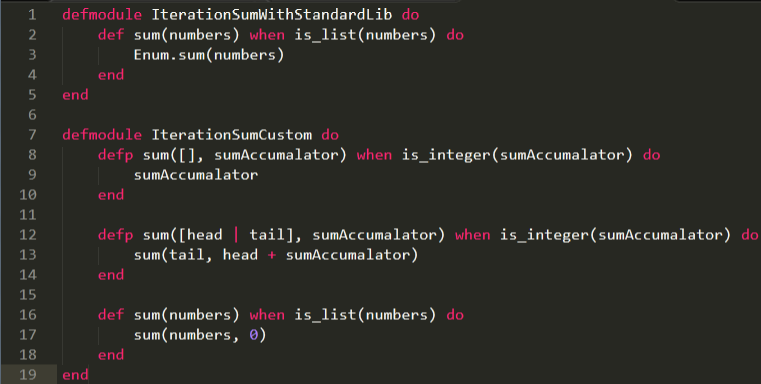 1 defmodule IterationSumWithStandardLib do
2 def sum(numbers) when is_list(numbers) do
3 Enum.sum(numbers)
4 end
5 end
6
7 defmodule IterationSumCustom do
8 defp sum([], sumAccumalator) when is_integer(sumAccumalator) do
9 sumAccumalator
10 end
11
12 defp sum([head | tail], sumAccumalator) when is_integer(sumAccumalator) do
13 sum(tail, head + sumAccumalator)
14 end
15
16 def sum(numbers) when is_list(numbers) do
17 sum(numbers, 0)
18 end
19 end